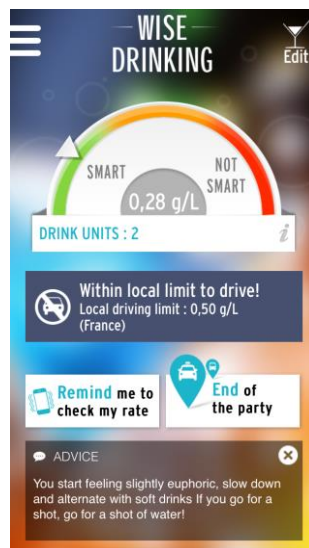 WISE
DRINKING
Edit
SMART
NOT
SMART
0,28 g/L
DRINK UNITS : 2
i
Within local limit to drive!
Local driving limit : 0,50 g/L
(France)
Remind me to
check my rate
End of
the party
ADVICE
You start feeling slightly euphoric, slow down
and alternate with soft drinks If you go for a
shot, go for a shot of water!